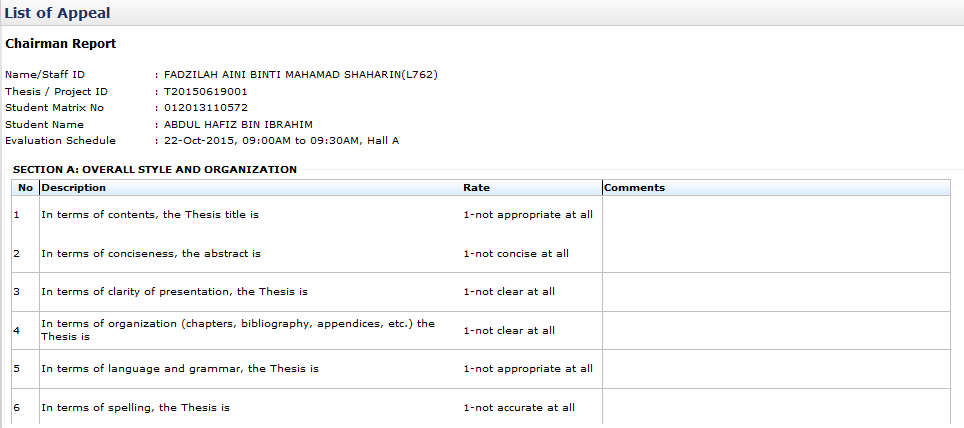 List of Appeal
Chairman Report
Name/Staff ID : FADZILAH AINI BINTI MAHAMAD SHAHARIN(L762)
Thesis / Project ID : T20150619001
Student Matrix No : 012013110572
Student Name : ABDUL HAFIZ BIN IBRAHIM
Evaluation Schedule : 22-Oct-2015, 09:00AM to 09:30AM, Hall A
SECTION A: OVERALL STYLE AND ORGANIZATION
No Description Rate Comments
1 In terms of contents, the Thesis title is 1-not appropriate at all
2 In terms of conciseness, the abstract is 1-not concise at all
3 In terms of clarity of presentation, the Thesis is 1-not clear at all
4 In terms of organization (chapters, bibliography, appendices, etc.) the
Thesis is 1-not clear at all
5 In terms of language and grammar, the Thesis is 1-not appropriate at all
6 In terms of spelling, the Thesis is 1-not accurate at all